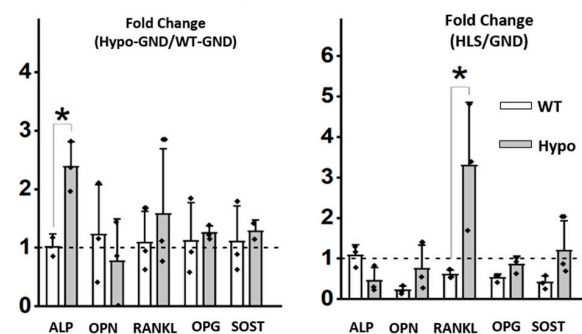 Fold Change
(Hypo-GND/WT-GND)
4
3
2
1
0
*
ALP OPN RANKL OPG SOST
Fold Change
(HLS/GND)
6
5
4
3
2
1
0
*
WT
Hypo
ALP OPN RANKL OPG SOST